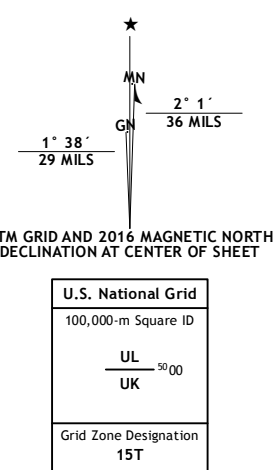 MN
GN
2° 1´
36 MILS
1° 38´
29 MILS
TM GRID AND 2016 MAGNETIC NORTH
DECLINATION AT CENTER OF SHEET
U.S. National Grid
100,000-m Square ID
UL
5000
UK
Grid Zone Designation
15T